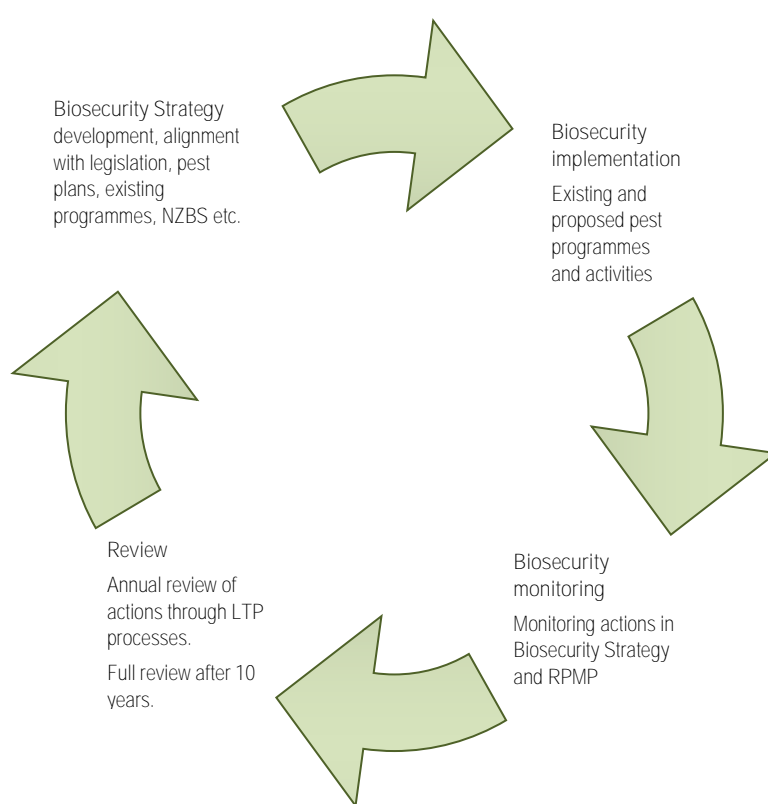 Biosecurity Strategy
development, alignment
with legislation, pest
plans, existing
programmes, NZBS etc.
Biosecurity
implementation
Existing and
proposed pest
programmes
and activities
Biosecurity
monitoring
Monitoring actions in
Biosecurity Strategy
and RPMP
Review
Annual review of
actions through LTP
processes.
Full review after 10
years.